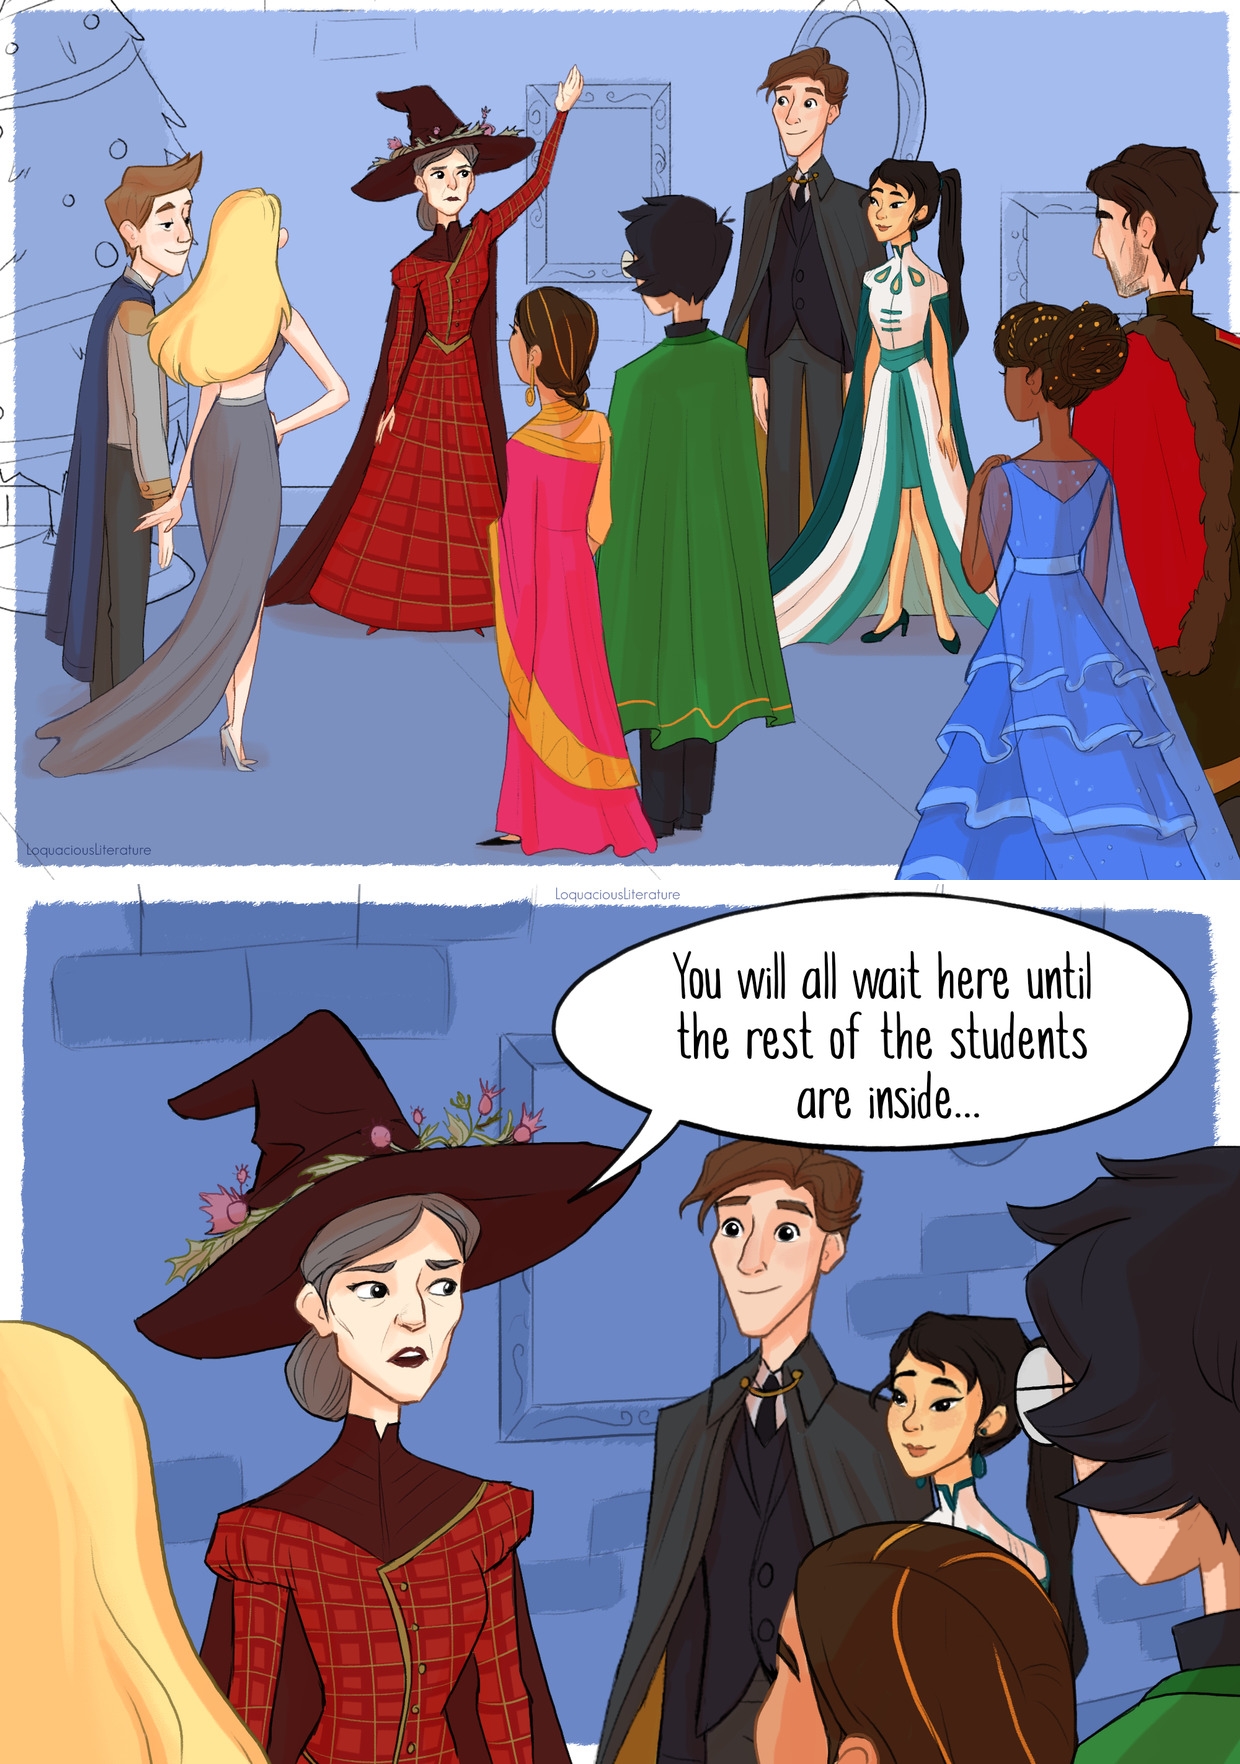 LoquaciousLiterature
LoquaciousLiterature
You will all wait here until
the rest of the students
are inside...